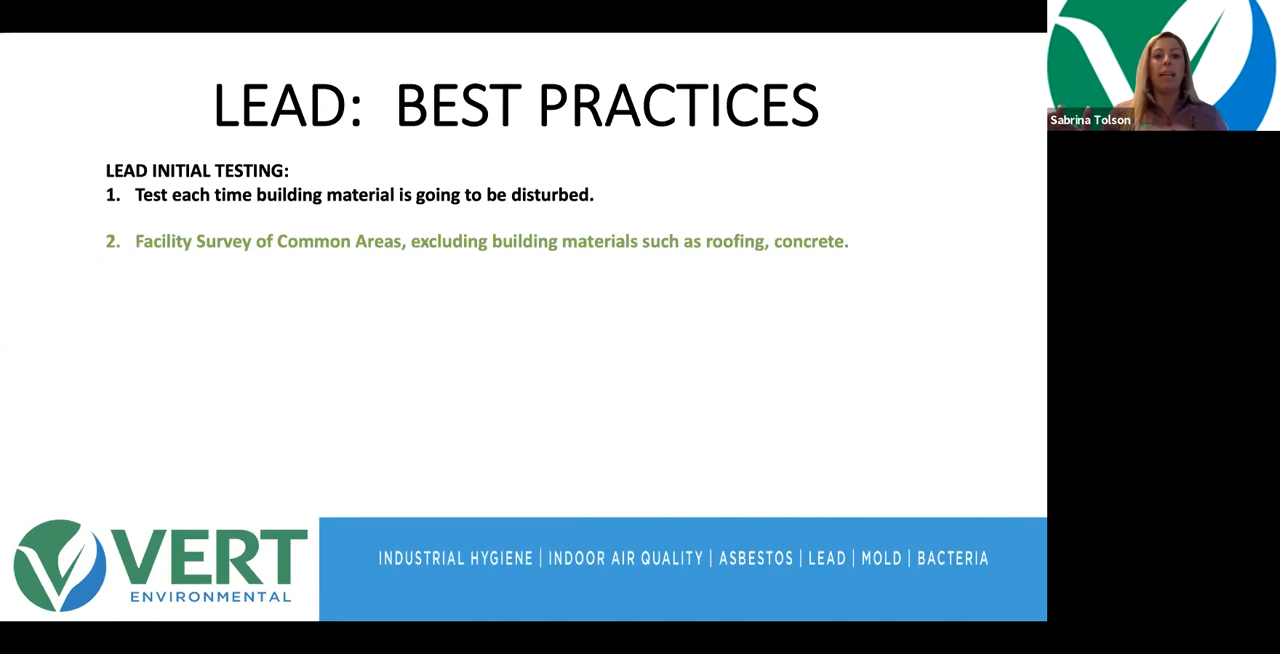 LEAD: BEST PRACTICES
LEAD INITIAL TESTING:
1. Test each time building material is going to be disturbed.
2. Facility Survey of Common Areas, excluding building materials such as roofing, concrete.
VERT
ENVIRONMENTAL
INDUSTRIAL HYGIENE | INDOOR AIR QUALITY | ASBESTOS | LEAD | MOLD | BACTERIA
Sabrina Tolson